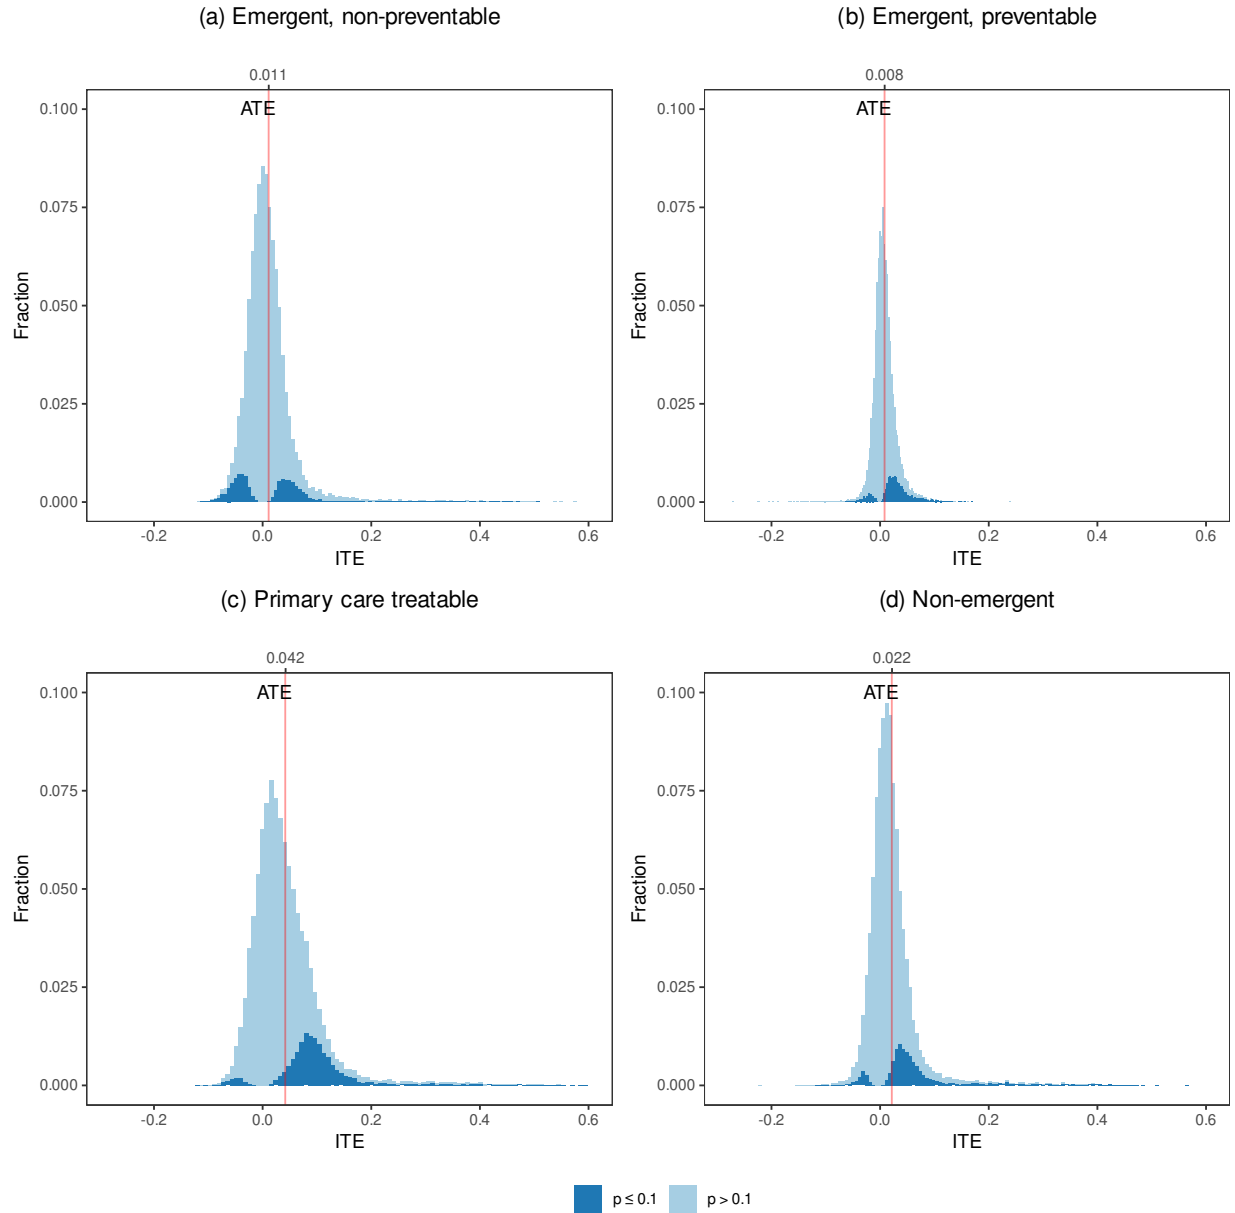 (a) Emergent, non-preventable
0.011
ATE
0.100
0.075
0.050
0.025
0.000
Fraction
-0.2 0.0 0.2 0.4 0.6
ITE
(b) Emergent, preventable
0.008
ATE
0.100
0.075
0.050
0.025
0.000
Fraction
-0.2 0.0 0.2 0.4 0.6
ITE
(c) Primary care treatable
0.042
ATE
0.100
0.075
0.050
0.025
0.000
Fraction
-0.2 0.0 0.2 0.4 0.6
ITE
(d) Non-emergent
0.022
ATE
0.100
0.075
0.050
0.025
0.000
Fraction
-0.2 0.0 0.2 0.4 0.6
ITE
p ≤ 0.1 p > 0.1